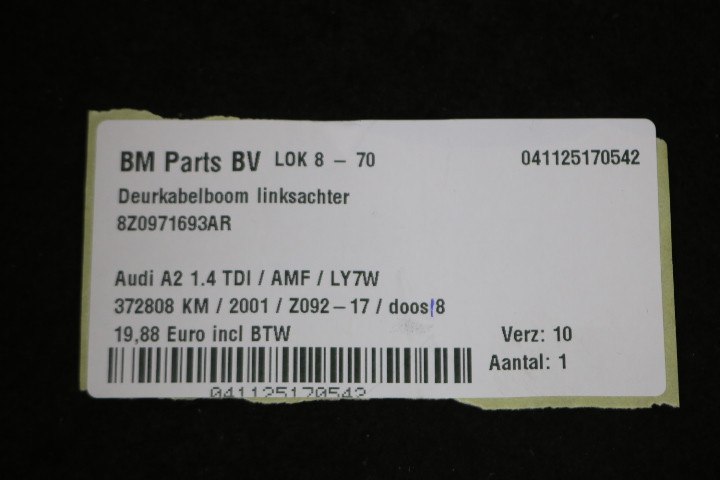 BM Parts BV LOK 8 - 70 041125170542
Deurkabelboom linksachter
8Z0971693AR
Audi A2 1.4 TDI / AMF / LY7W
372808 KM / 2001 / Z092-17 / doos 8
19,88 Euro incl BTW Verz: 10
Aantal: 1
041125170542